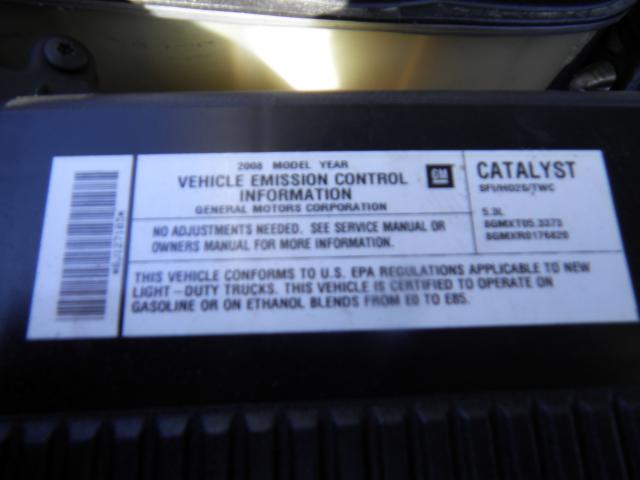 2008 MODEL YEAR
VEHICLE EMISSION CONTROL
INFORMATION
GENERAL MOTORS CORPORATION
GM
NO ADJUSTMENTS NEEDED. SEE SERVICE MANUAL OR
OWNERS MANUAL FOR MORE INFORMATION.
CATALYST
SFI/HO2S/TWC
5.3L
8GMXT05.3373
8GMXR0176820
THIS VEHICLE CONFORMS TO U.S. EPA REGULATIONS APPLICABLE TO NEW
LIGHT-DUTY TRUCKS. THIS VEHICLE IS CERTIFIED TO OPERATE ON
GASOLINE OR ON ETHANOL BLENDS FROM E0 TO E85.